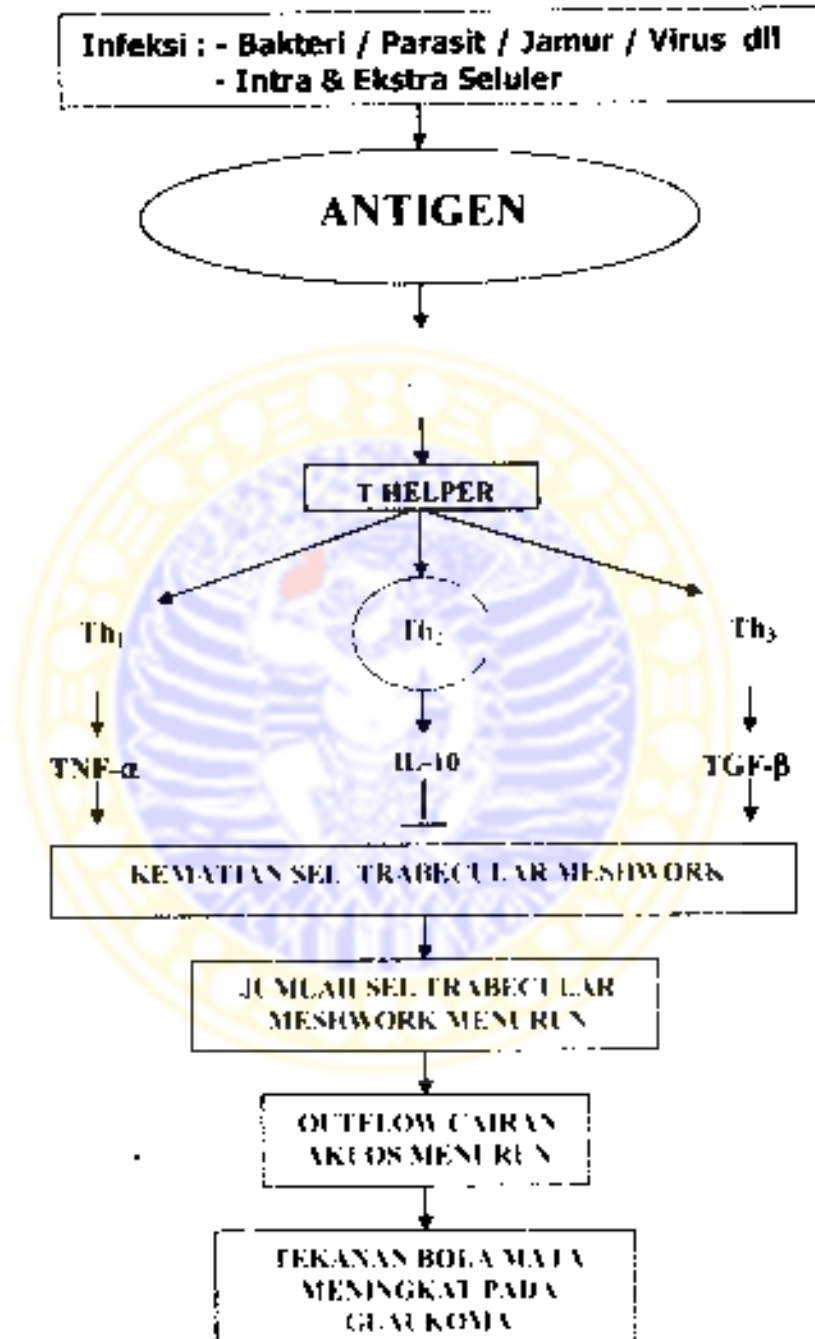 Infeksi : - Bakteri / Parasit / Jamur / Virus dll
- Intra & Ekstra Seluler
ANTIGEN
T HELPER
Th1 Th2 Th3
TNF-α IL-10 TGF-β
KEMATIAN SEL TRABECULAR MESHWORK
JUMLAH SEL TRABECULAR
MESHWORK MENURUN
OUTFLOW CAIRAN
AKUOS MENURUN
TEKANAN BOLA MATA
MENINGKAT PADA
GLAUKOMA